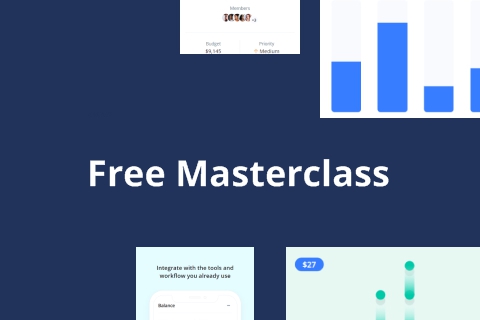 Members
+3
Budget
Priority
$9,145
Medium
Free Masterclass
Integrate with the tools and
workflow you already use
Balance
$27